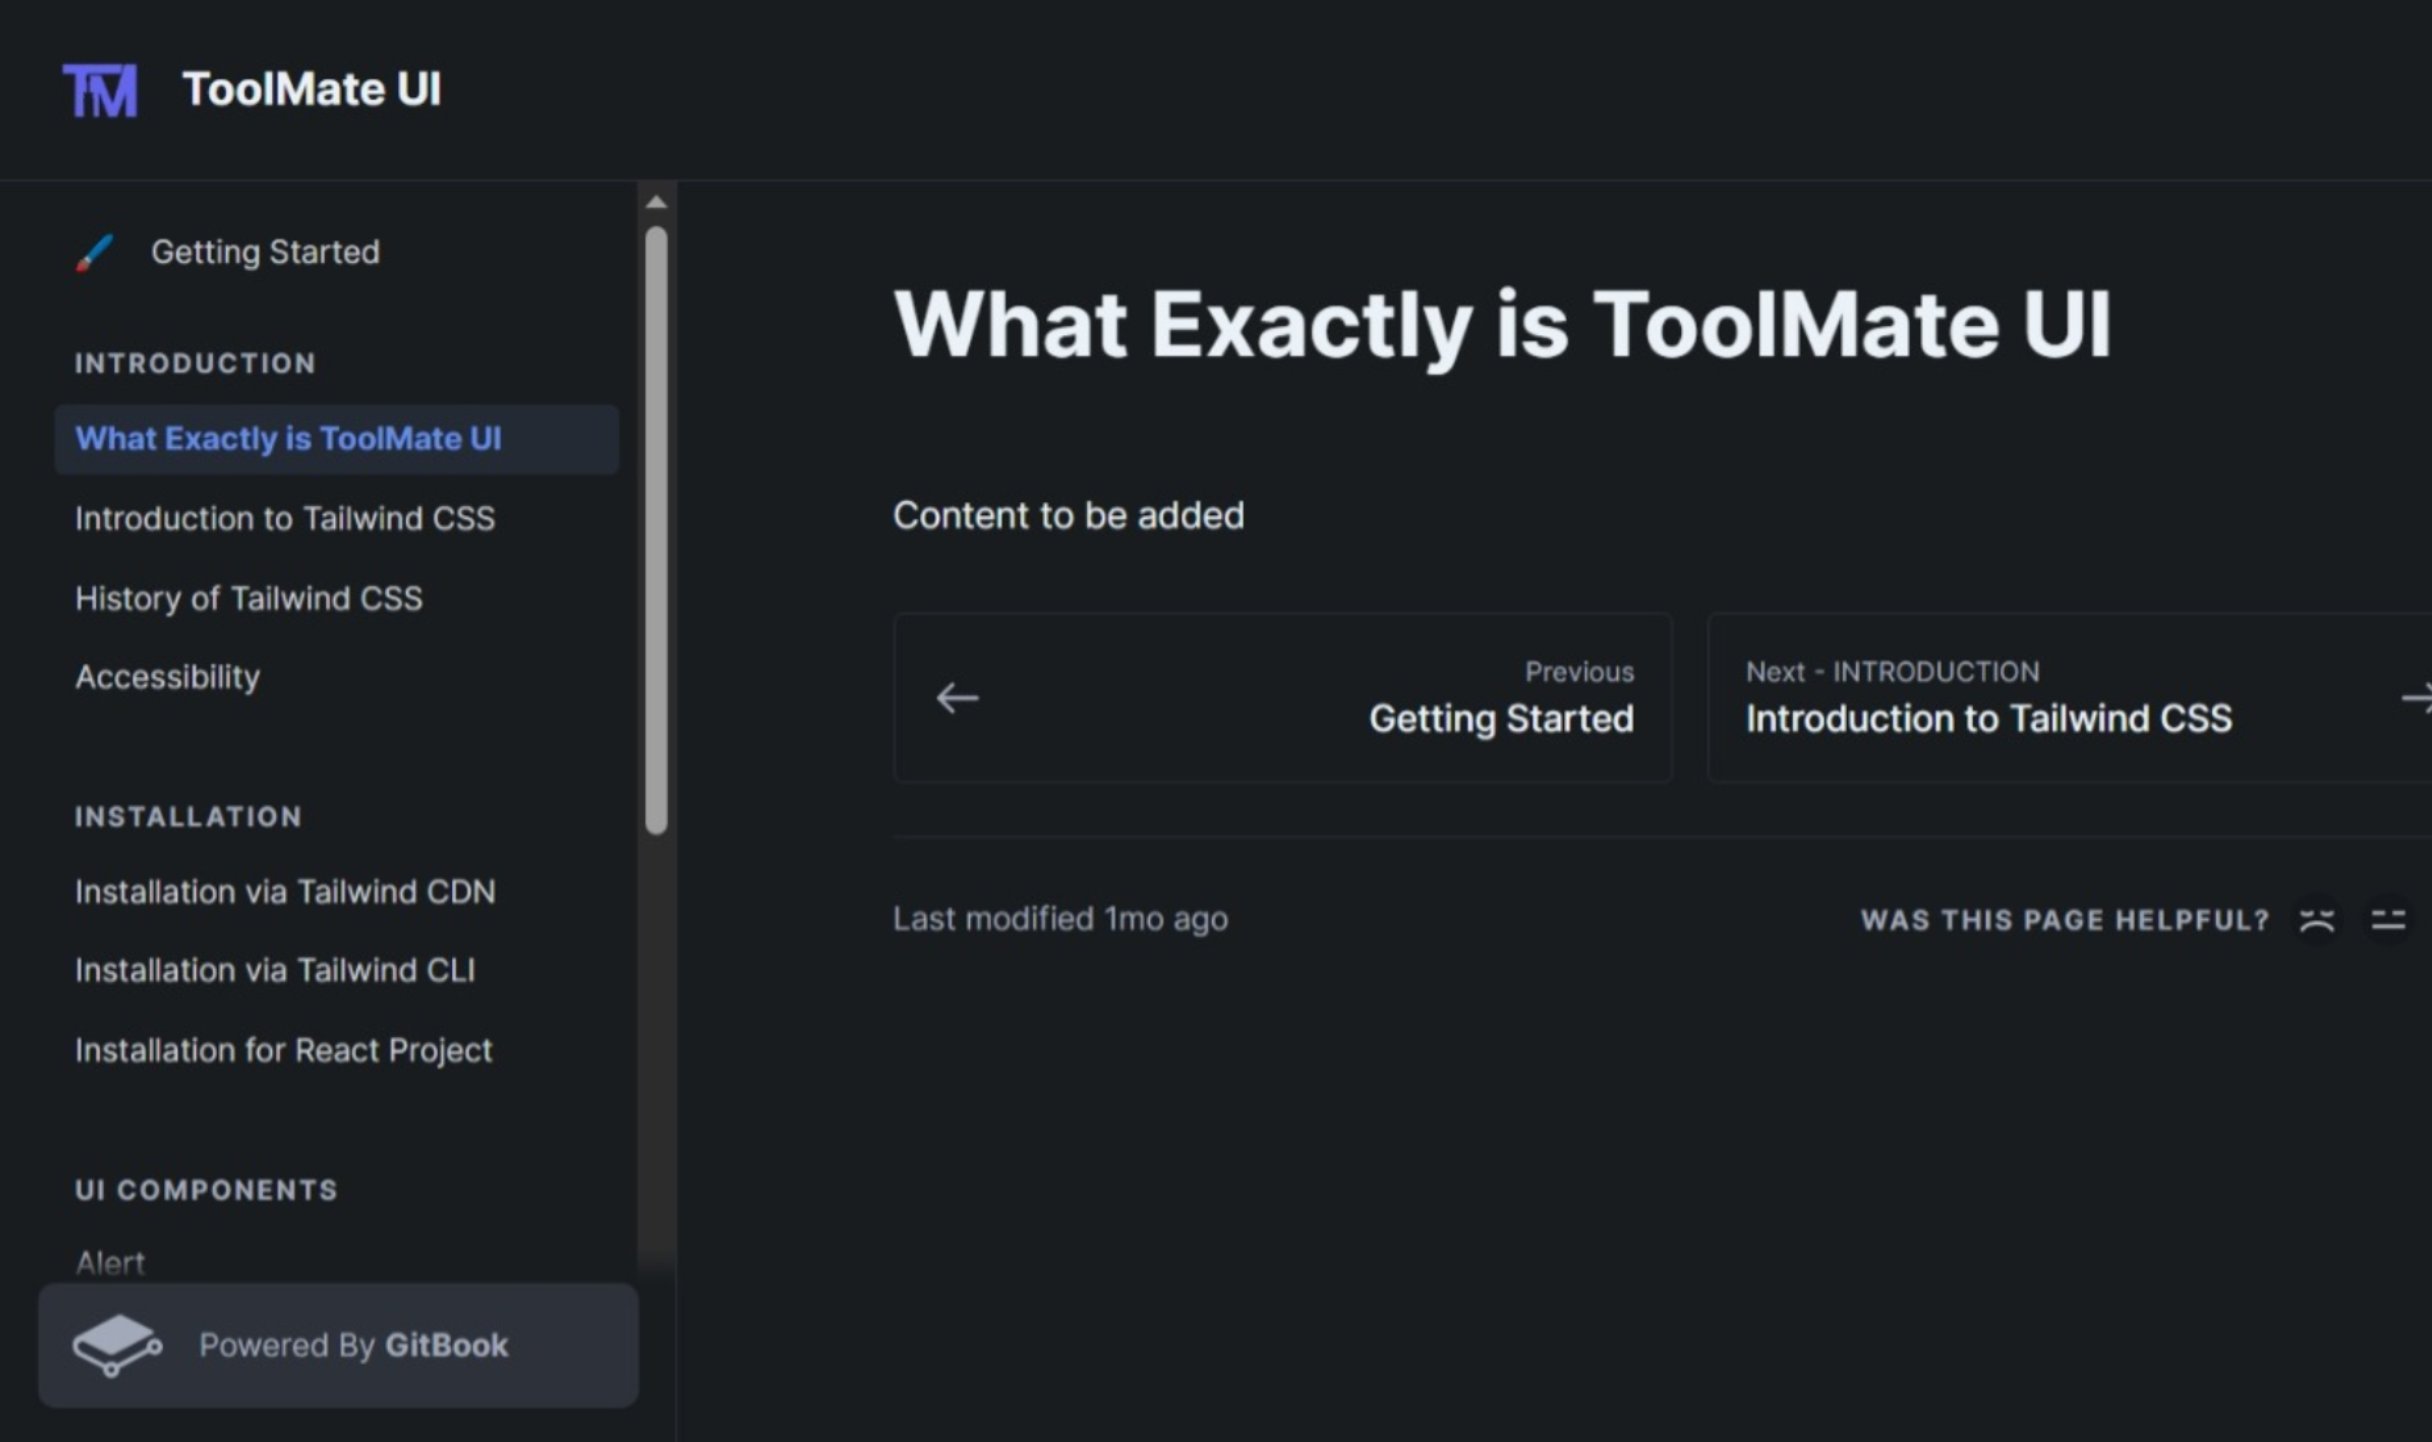 TM ToolMate UI
Getting Started
INTRODUCTION
What Exactly is ToolMate UI
Introduction to Tailwind CSS
History of Tailwind CSS
Accessibility
INSTALLATION
Installation via Tailwind CDN
Installation via Tailwind CLI
Installation for React Project
UI COMPONENTS
Alert
Powered By GitBook
What Exactly is ToolMate UI
Content to be added
Previous
Getting Started
Next - INTRODUCTION
Introduction to Tailwind CSS
Last modified 1mo ago
WAS THIS PAGE HELPFUL?